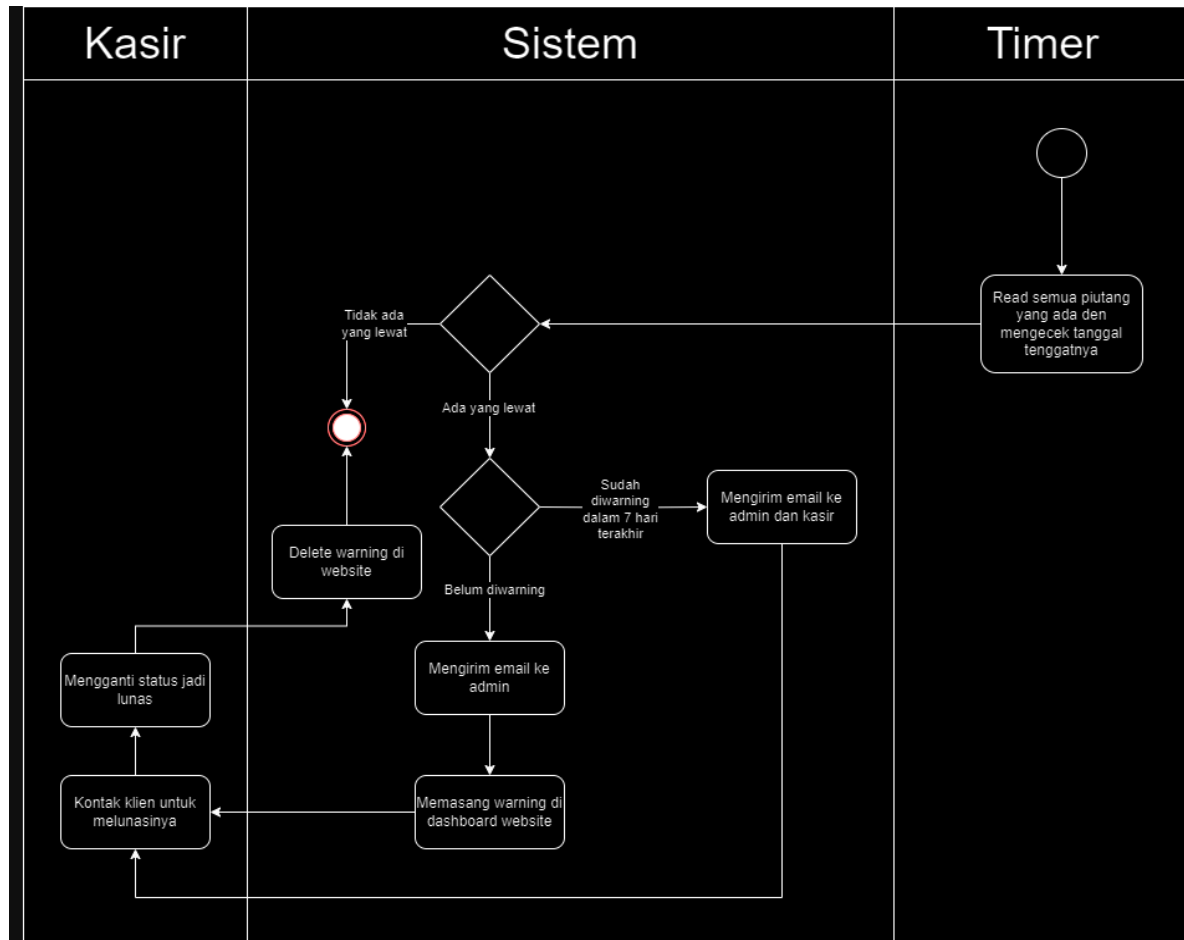 Kasir
Sistem
Timer
Read semua piutang
yang ada den
mengecek tanggal
tenggatnya
Tidak ada
yang lewat
Ada yang lewat
Sudah
diwarning
dalam 7 hari
terakhir
Mengirim email ke
admin dan kasir
Delete warning di
website
Belum diwarning
Mengirim email ke
admin
Mengganti status jadi
lunas
Kontak klien untuk
melunasinya
Memasang warning di
dashboard website